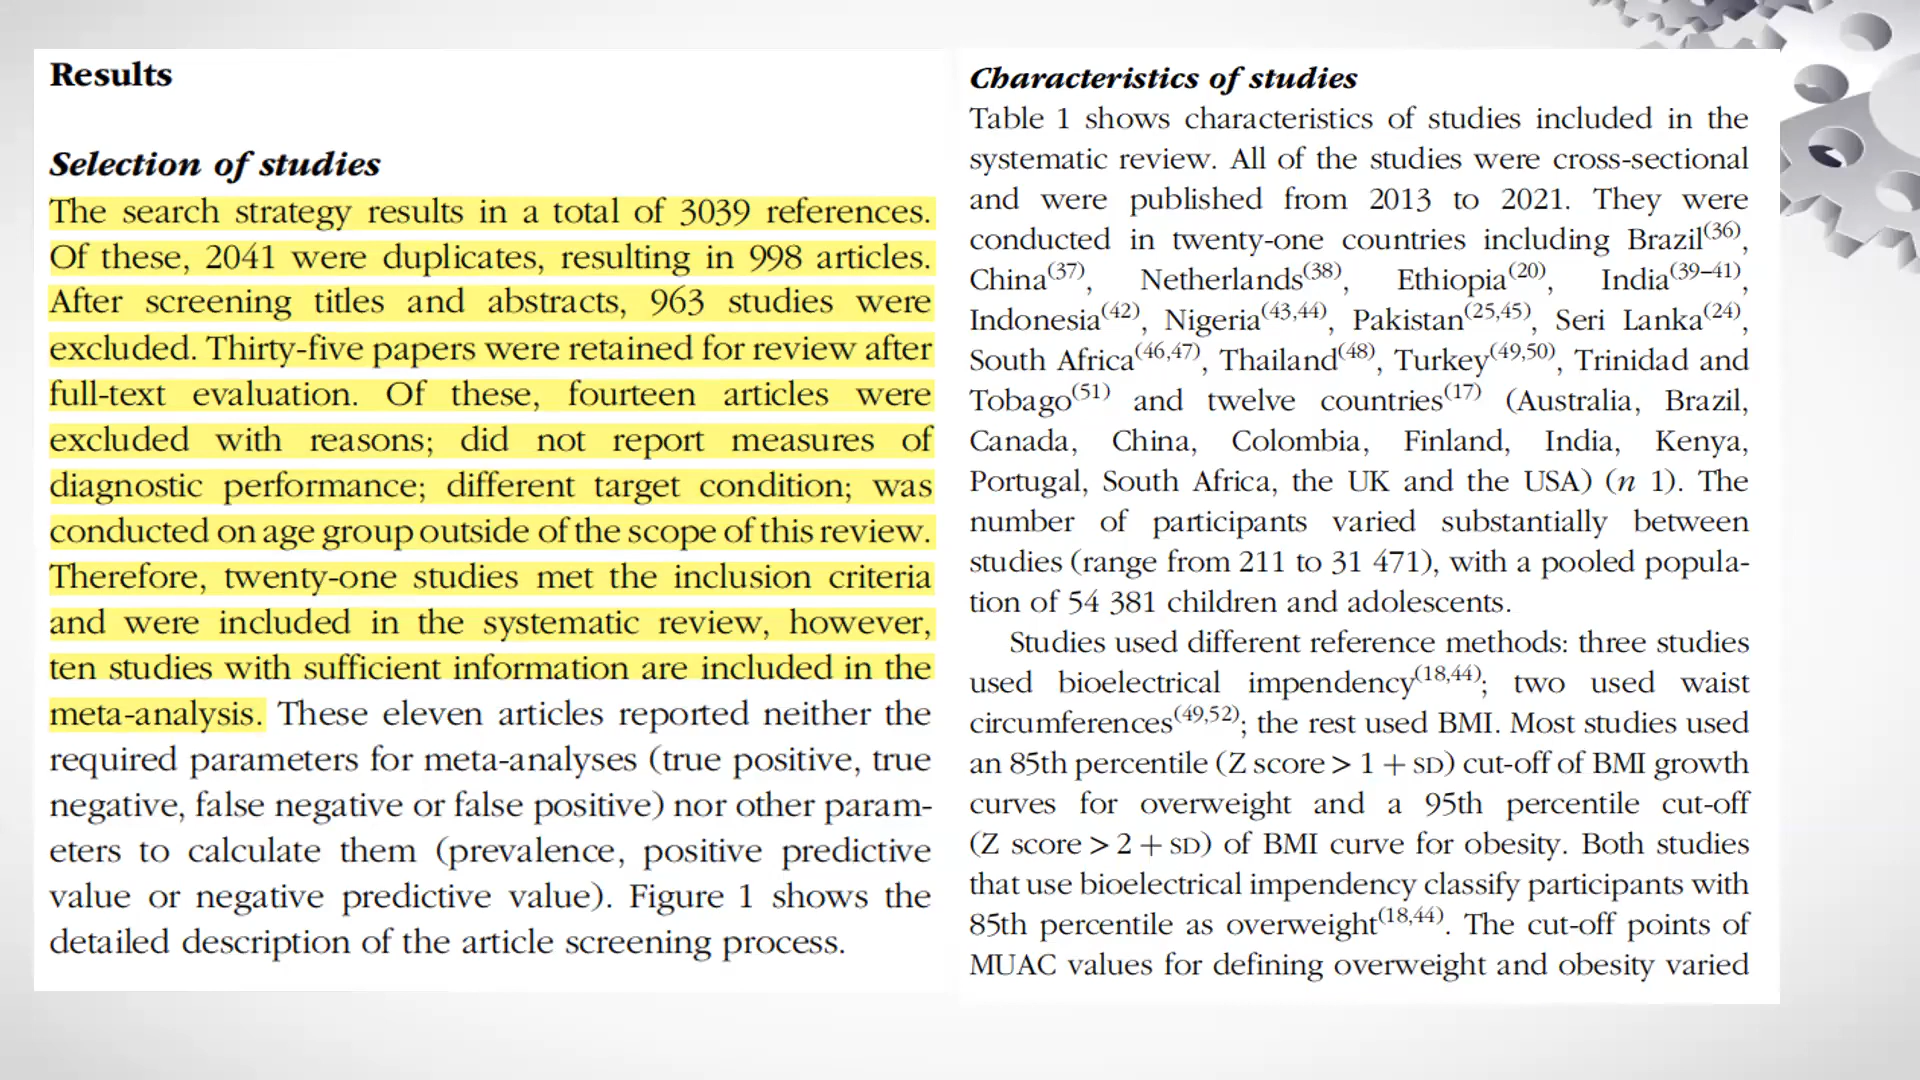 Results
Selection of studies
The search strategy results in a total of 3039 references.
Of these, 2041 were duplicates, resulting in 998 articles.
After screening titles and abstracts, 963 studies were
excluded. Thirty-five papers were retained for review after
full-text evaluation. Of these, fourteen articles were
excluded with reasons; did not report measures of
diagnostic performance; different target condition; was
conducted on age group outside of the scope of this review.
Therefore, twenty-one studies met the inclusion criteria
and were included in the systematic review, however,
ten studies with sufficient information are included in the
meta-analysis. These eleven articles reported neither the
required parameters for meta-analyses (true positive, true
negative, false negative or false positive) nor other param-
eters to calculate them (prevalence, positive predictive
value or negative predictive value). Figure 1 shows the
detailed description of the article screening process.
Characteristics of studies
Table 1 shows characteristics of studies included in the
systematic review. All of the studies were cross-sectional
and were published from 2013 to 2021. They were
conducted in twenty-one countries including Brazil(36),
China(37), Netherlands(38), Ethiopia(20), India(39–41),
Indonesia(42), Nigeria(43,44), Pakistan(25,45), Seri Lanka(24),
South Africa(46,47), Thailand(48), Turkey(49,50), Trinidad and
Tobago(51) and twelve countries(17) (Australia, Brazil,
Canada, China, Colombia, Finland, India, Kenya,
Portugal, South Africa, the UK and the USA) (n 1). The
number of participants varied substantially between
studies (range from 211 to 31 471), with a pooled popula-
tion of 54 381 children and adolescents.
Studies used different reference methods: three studies
used bioelectrical impendency(18,44); two used waist
circumferences(49,52); the rest used BMI. Most studies used
an 85th percentile (Z score > 1 + SD) cut-off of BMI growth
curves for overweight and a 95th percentile cut-off
(Z score > 2 + SD) of BMI curve for obesity. Both studies
that use bioelectrical impendency classify participants with
85th percentile as overweight(18,44). The cut-off points of
MUAC values for defining overweight and obesity varied